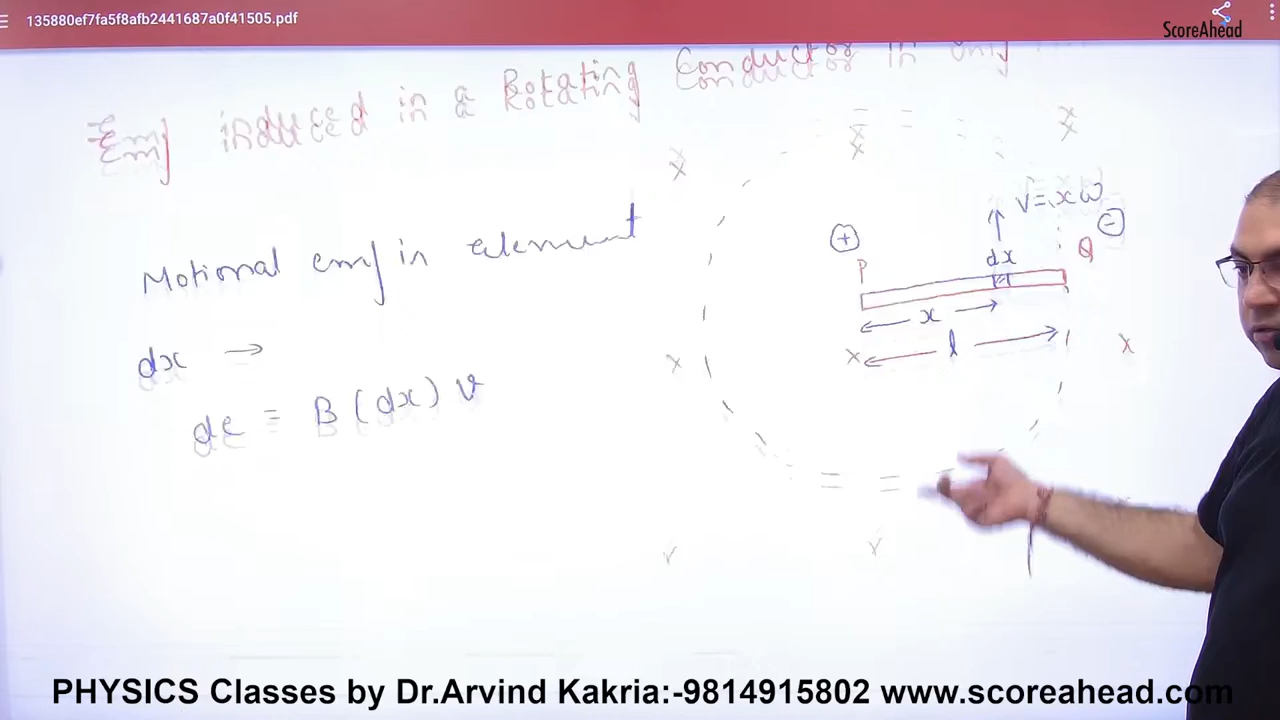 135880ef7fa5f8afb2441687a0f41505.pdf
ScoreAhead
Emf induced in a Rotating Conductor in
Motional emf in element
dx →
de = B (dx) v
x x x
V = xω
+ −
P dx Q
x
l
x x x
PHYSICS Classes by Dr.Arvind Kakria:-9814915802 www.scoreahead.com